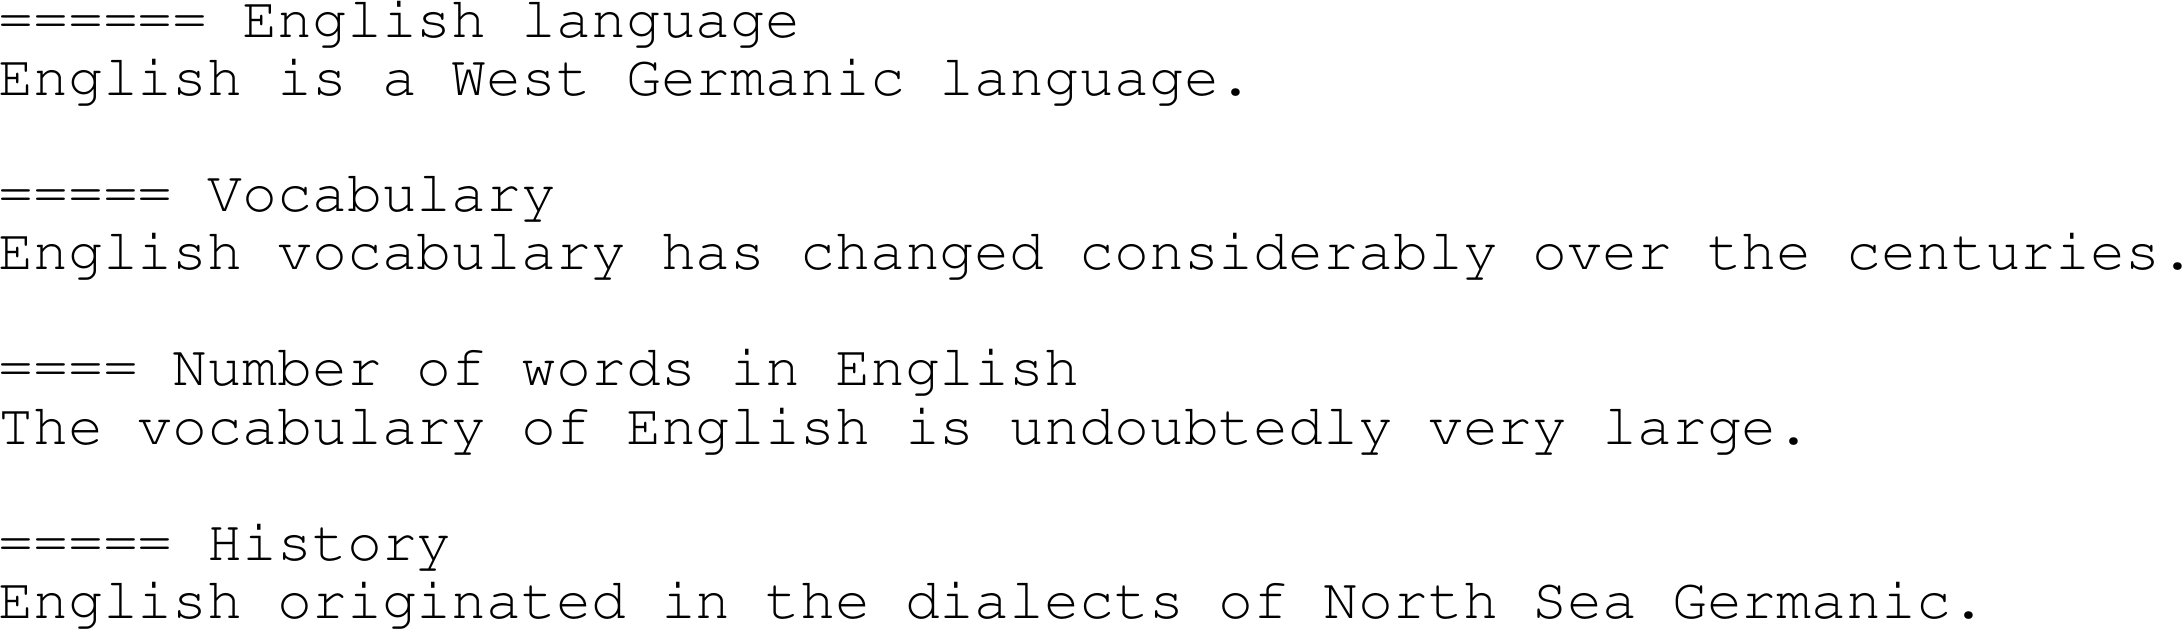 ====== English language
English is a West Germanic language.

===== Vocabulary
English vocabulary has changed considerably over the centuries.

==== Number of words in English
The vocabulary of English is undoubtedly very large.

===== History
English originated in the dialects of North Sea Germanic.